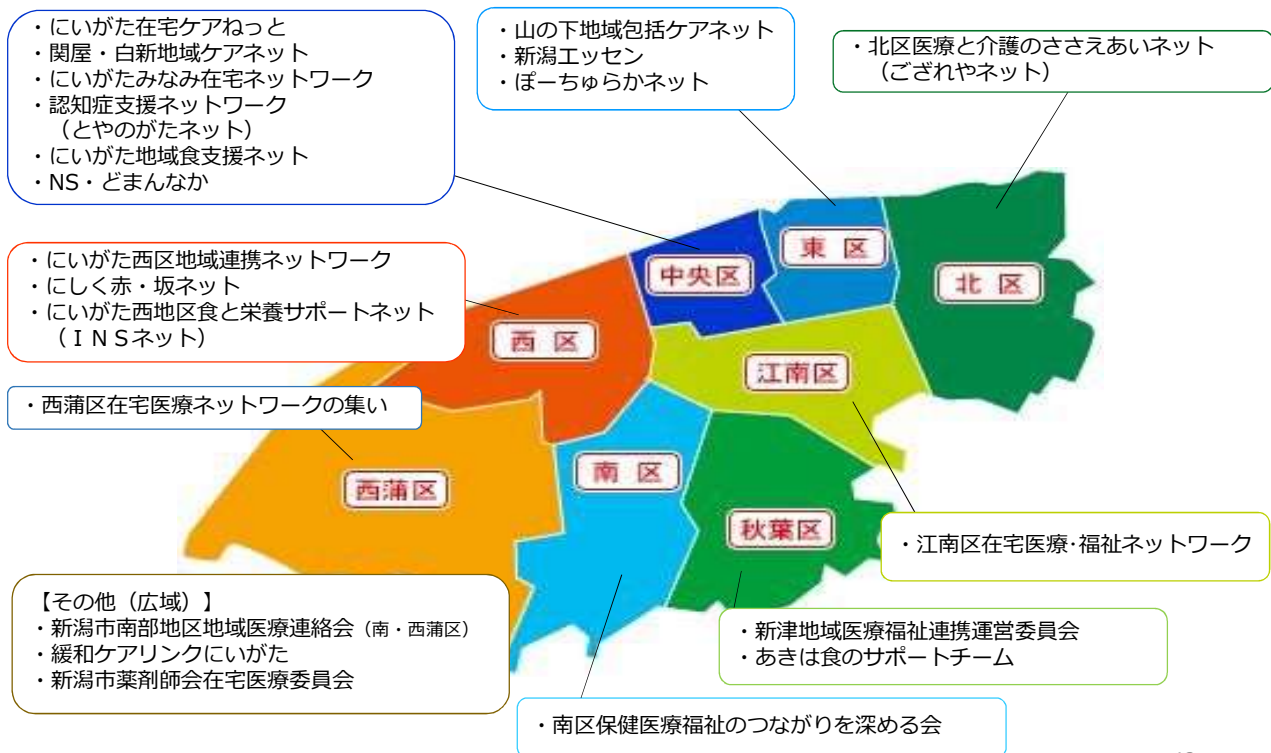 ・にいがた在宅ケアねっと
・関屋・白新地域ケアネット
・にいがたみなみ在宅ネットワーク
・認知症支援ネットワーク
（とやのがたネット）
・にいがた地域食支援ネット
・NS・どまんなか
・山の下地域包括ケアネット
・新潟エッセン
・ぽーちゅらかネット
・北区医療と介護のささえあいネット
（ござれやネット）
・にいがた西区地域連携ネットワーク
・にしく赤・坂ネット
・にいがた西地区食と栄養サポートネット
（ＩＮＳネット）
・西蒲区在宅医療ネットワークの集い
中央区
東区
北区
西区
江南区
西蒲区
南区
秋葉区
・江南区在宅医療・福祉ネットワーク
【その他（広域）】
・新潟市南部地区地域医療連絡会（南・西蒲区）
・緩和ケアリンクにいがた
・新潟市薬剤師会在宅医療委員会
・新津地域医療福祉連携運営委員会
・あきは食のサポートチーム
・南区保健医療福祉のつながりを深める会